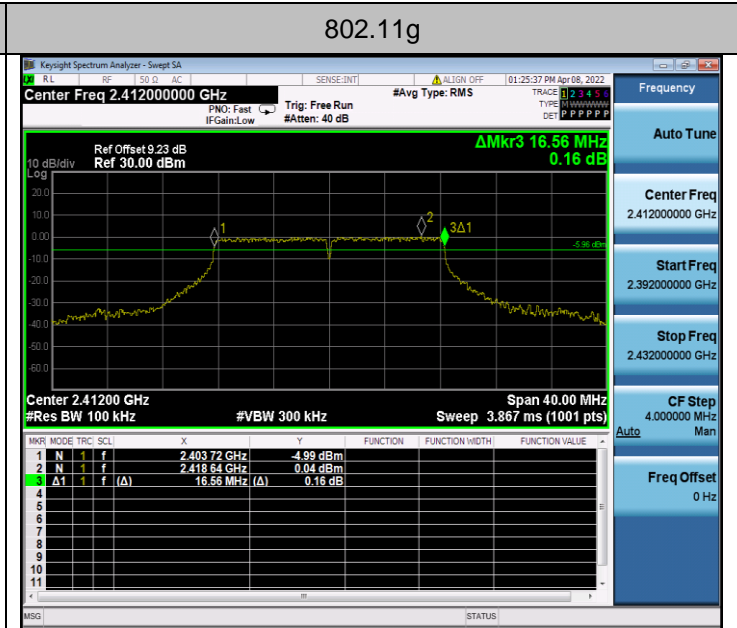 802.11g
Keysight Spectrum Analyzer - Swept SA
RL RF 50 Ω AC SENSE:INT ALIGN OFF 01:25:37 PM Apr 08, 2022
Center Freq 2.412000000 GHz
PNO: Fast
IFGain:Low
Trig: Free Run
#Atten: 40 dB
#Avg Type: RMS
TRACE 1 2 3 4 5 6
TYPE M WWWWW
DET P P P P P P
Frequency
Auto Tune
Center Freq
2.412000000 GHz
Start Freq
2.392000000 GHz
Stop Freq
2.432000000 GHz
CF Step
4.000000 MHz
Auto Man
Freq Offset
0 Hz
ΔMkr3 16.56 MHz
0.16 dB
Ref Offset 9.23 dB
10 dB/div Ref 30.00 dBm
Log
20.0
10.0
0.00
-10.0
-20.0
-30.0
-40.0
-50.0
-60.0
1
2
3Δ1
-5.96 dBm
Center 2.41200 GHz Span 40.00 MHz
#Res BW 100 kHz #VBW 300 kHz Sweep 3.867 ms (1001 pts)
MKR MODE TRC SCL X Y FUNCTION FUNCTION WIDTH FUNCTION VALUE
1 N 1 f 2.403 72 GHz -4.99 dBm
2 N 1 f 2.418 64 GHz 0.04 dBm
3 Δ1 1 f (Δ) 16.56 MHz (Δ) 0.16 dB
4
5
6
7
8
9
10
11
MSG STATUS